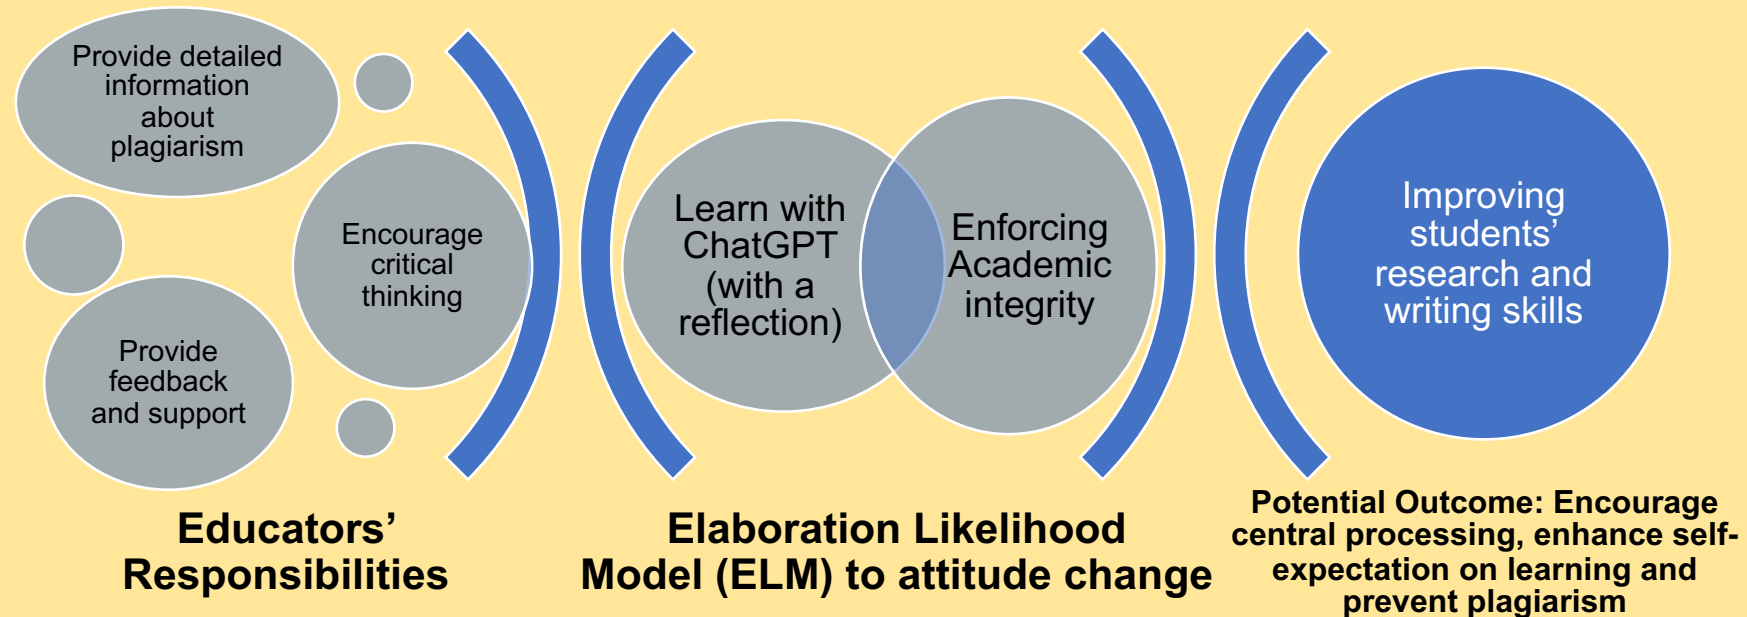 Provide detailed
information
about
plagiarism
Encourage
critical
thinking
Provide
feedback
and support
Educators’
Responsibilities
Learn with
ChatGPT
(with a
reflection)
Enforcing
Academic
integrity
Elaboration Likelihood
Model (ELM) to attitude change
Improving
students’
research and
writing skills
Potential Outcome: Encourage
central processing, enhance self-
expectation on learning and
prevent plagiarism